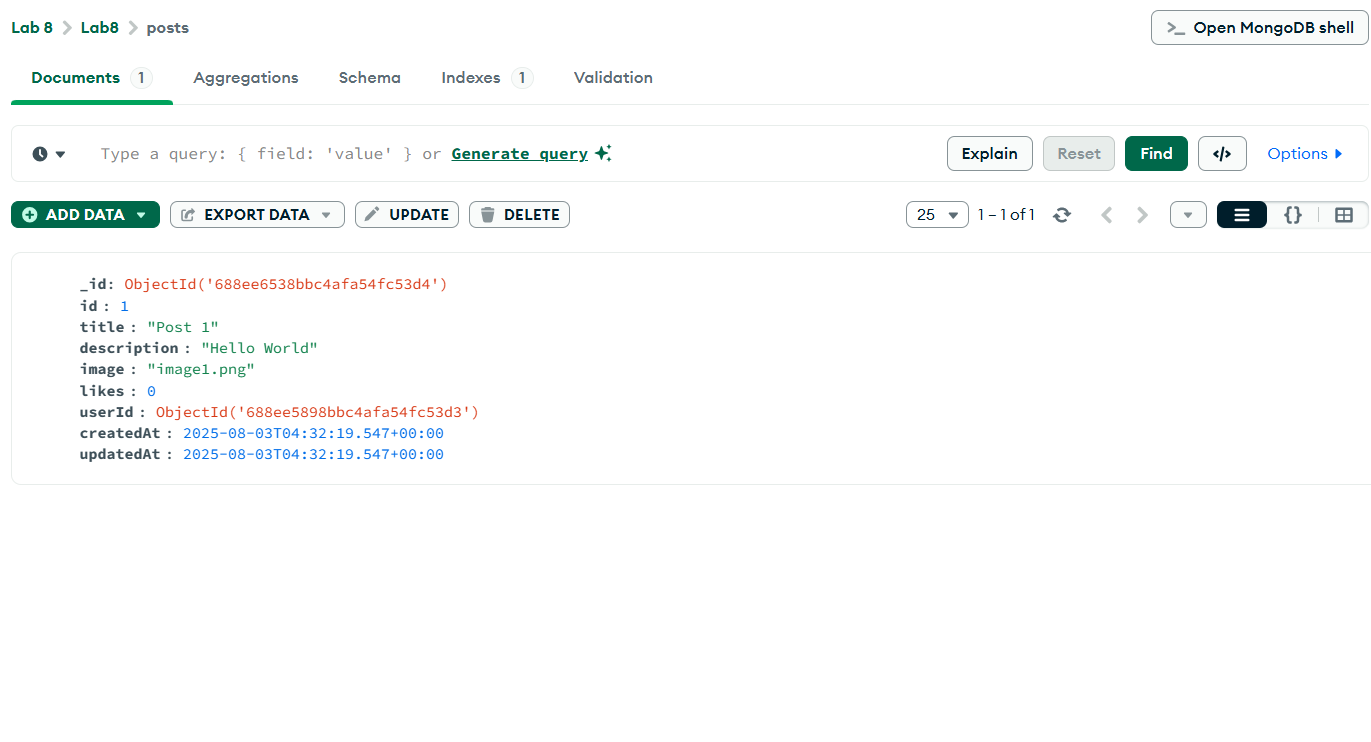 Lab 8 > Lab8 > posts
>_ Open MongoDB shell
Documents 1 Aggregations Schema Indexes 1 Validation
Type a query: { field: 'value' } or Generate query
Explain Reset Find </> Options
ADD DATA EXPORT DATA UPDATE DELETE
25 1 – 1 of 1 {}
_id: ObjectId('688ee6538bbc4afa54fc53d4')
id : 1
title : "Post 1"
description : "Hello World"
image : "image1.png"
likes : 0
userId : ObjectId('688ee5898bbc4afa54fc53d3')
createdAt : 2025-08-03T04:32:19.547+00:00
updatedAt : 2025-08-03T04:32:19.547+00:00